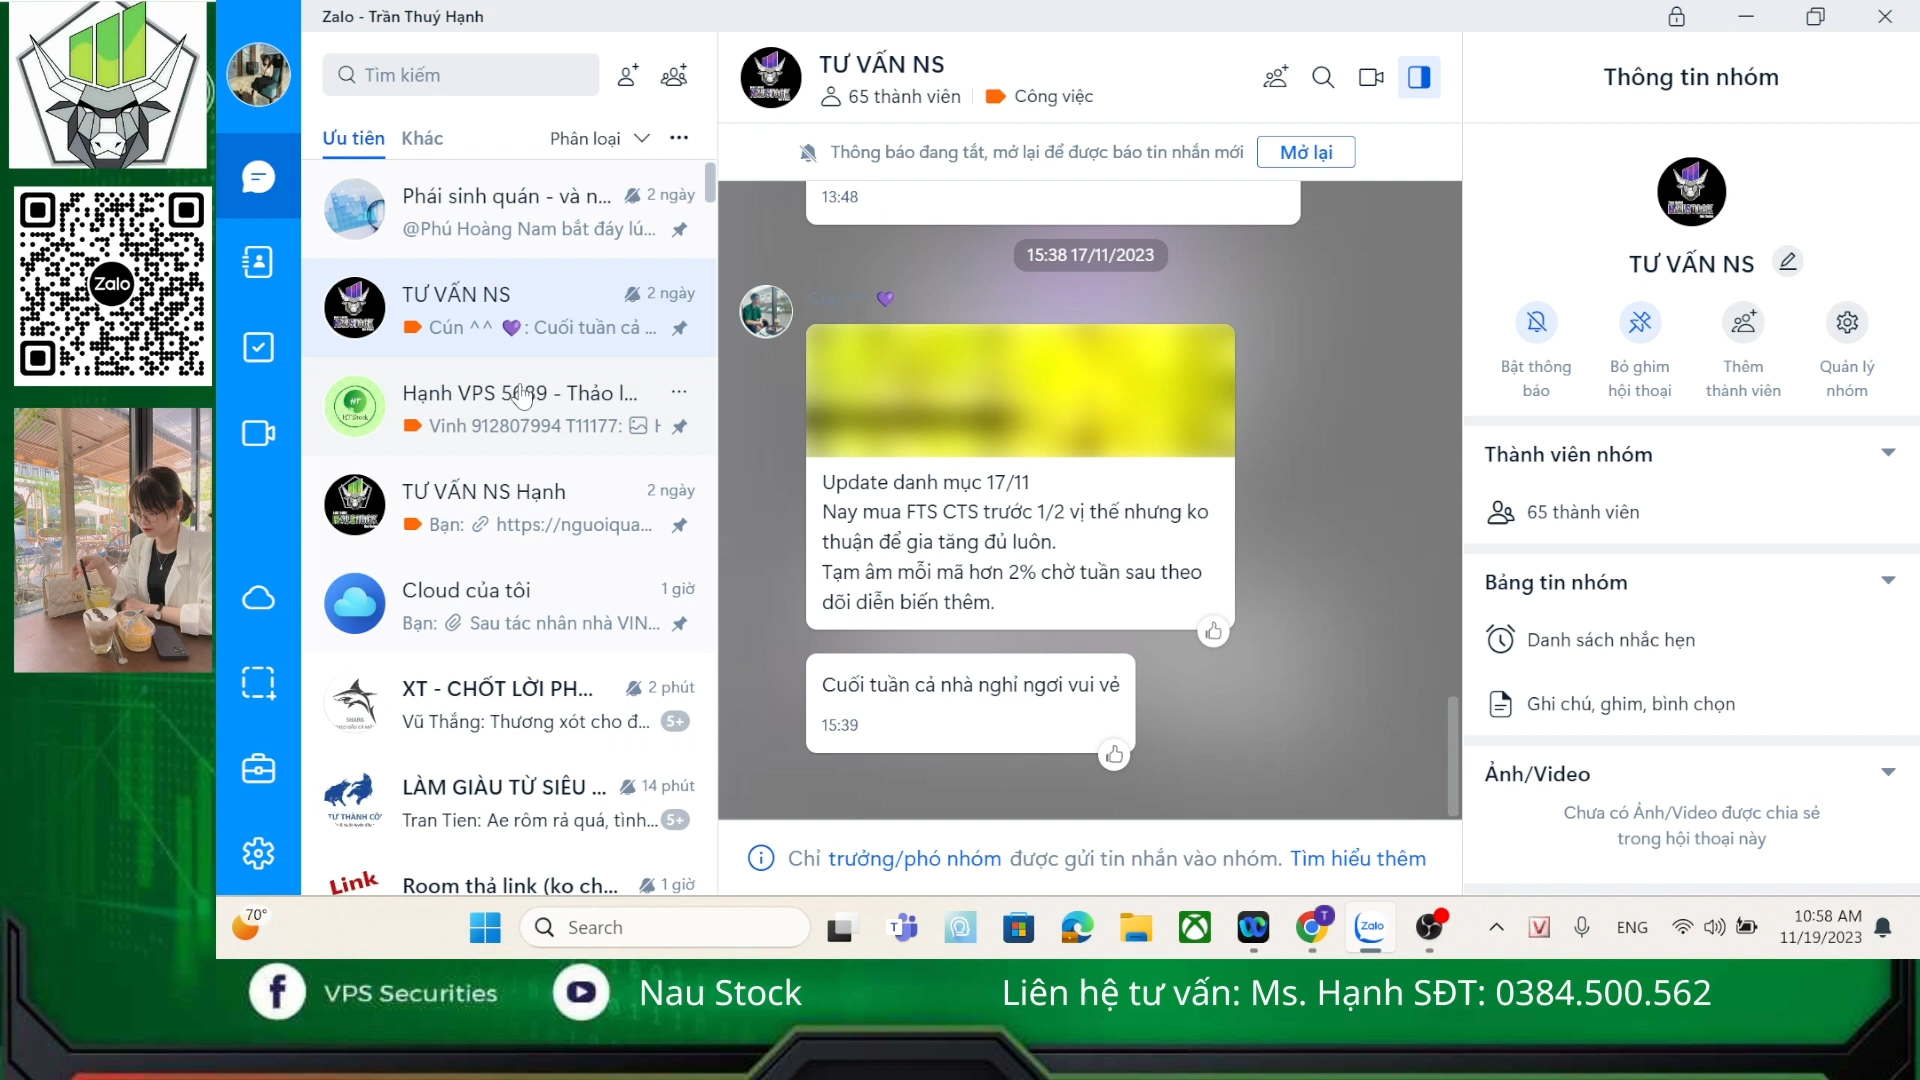 Zalo - Trần Thuý Hạnh
Tìm kiếm
Ưu tiên
Khác
Phân loại
Phái sinh quán - và n...
2 ngày
@Phú Hoàng Nam bắt đáy lú...
TƯ VẤN NS
2 ngày
Cún ^^ 💜: Cuối tuần cả ...
Hạnh VPS 5689 - Thảo l...
Vinh 912807994 T11177:
TƯ VẤN NS Hạnh
2 ngày
Bạn: https://nguoiqua...
Cloud của tôi
1 giờ
Bạn: Sau tác nhân nhà VIN...
XT - CHỐT LỜI PH...
2 phút
Vũ Thắng: Thương xót cho đ...
5+
LÀM GIÀU TỪ SIÊU ...
14 phút
Tran Tien: Ae rôm rả quá, tình...
5+
Link
Room thả link (ko ch...
1 giờ
TƯ VẤN NS
65 thành viên
Công việc
Thông báo đang tắt, mở lại để được báo tin nhắn mới
Mở lại
13:48
15:38 17/11/2023
Cún ^^ 💜
Update danh mục 17/11
Nay mua FTS CTS trước 1/2 vị thế nhưng ko
thuận để gia tăng đủ luôn.
Tạm âm mỗi mã hơn 2% chờ tuần sau theo
dõi diễn biến thêm.
Cuối tuần cả nhà nghỉ ngơi vui vẻ
15:39
Chỉ trưởng/phó nhóm được gửi tin nhắn vào nhóm. Tìm hiểu thêm
Thông tin nhóm
TƯ VẤN NS
Bật thông
báo
Bỏ ghim
hội thoại
Thêm
thành viên
Quản lý
nhóm
Thành viên nhóm
65 thành viên
Bảng tin nhóm
Danh sách nhắc hẹn
Ghi chú, ghim, bình chọn
Ảnh/Video
Chưa có Ảnh/Video được chia sẻ
trong hội thoại này
Zalo
70°
Search
Zalo
ENG
10:58 AM
11/19/2023
VPS Securities
Nau Stock
Liên hệ tư vấn: Ms. Hạnh SĐT: 0384.500.562